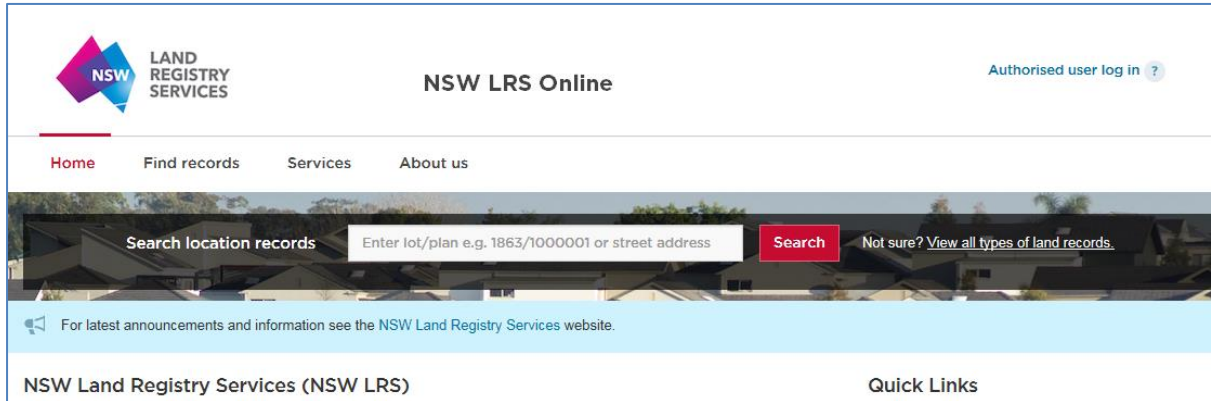 NSW
LAND
REGISTRY
SERVICES
NSW LRS Online
Authorised user log in ?
Home Find records Services About us
Search location records Enter lot/plan e.g. 1863/1000001 or street address Search Not sure? View all types of land records.
For latest announcements and information see the NSW Land Registry Services website.
NSW Land Registry Services (NSW LRS) Quick Links